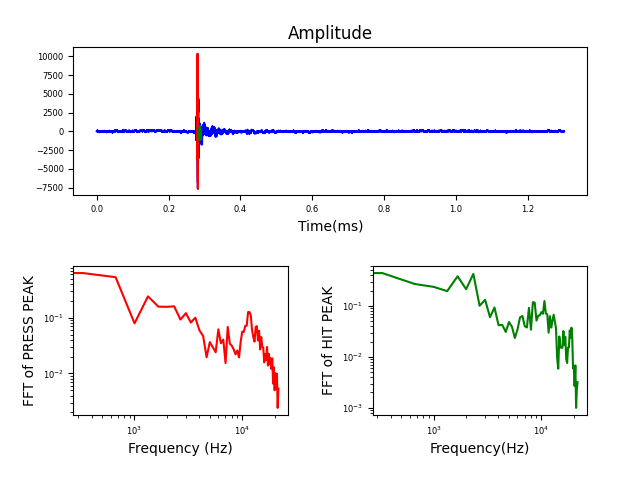 Amplitude
10000
7500
5000
2500
0
−2500
−5000
−7500
0.0 0.2 0.4 0.6 0.8 1.0 1.2
Time(ms)
FFT of PRESS PEAK
10⁻¹
10⁻²
10³ 10⁴
Frequency (Hz)
FFT of HIT PEAK
10⁻¹
10⁻²
10⁻³
10³ 10⁴
Frequency(Hz)